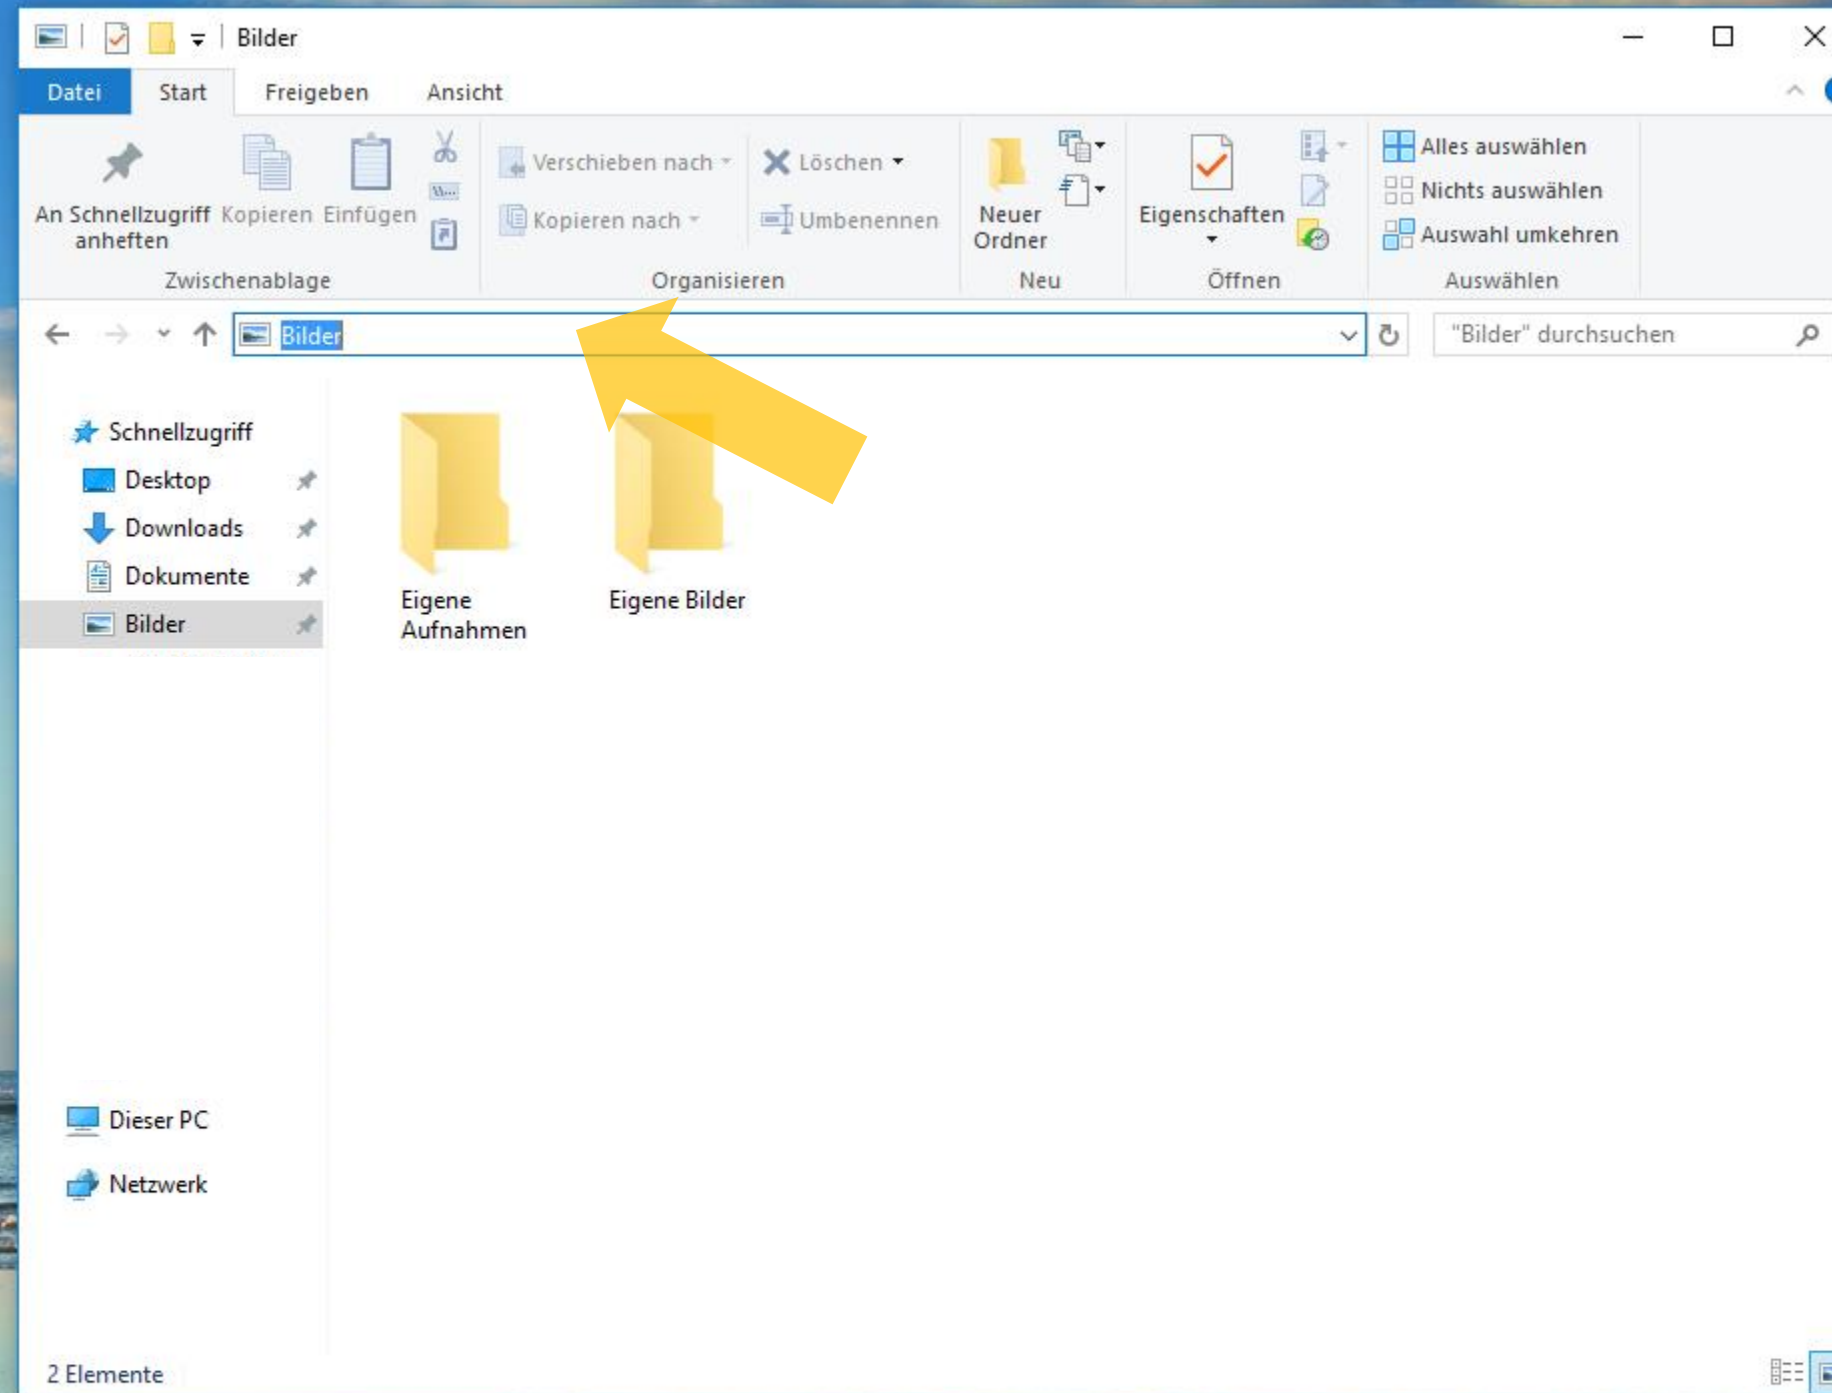 Bilder
Datei Start Freigeben Ansicht
An Schnellzugriff
anheften
Kopieren
Einfügen
Zwischenablage
Verschieben nach
Kopieren nach
Löschen
Umbenennen
Organisieren
Neuer
Ordner
Neu
Eigenschaften
Öffnen
Alles auswählen
Nichts auswählen
Auswahl umkehren
Auswählen
Bilder
"Bilder" durchsuchen
Schnellzugriff
Desktop
Downloads
Dokumente
Bilder
Dieser PC
Netzwerk
Eigene
Aufnahmen
Eigene Bilder
2 Elemente